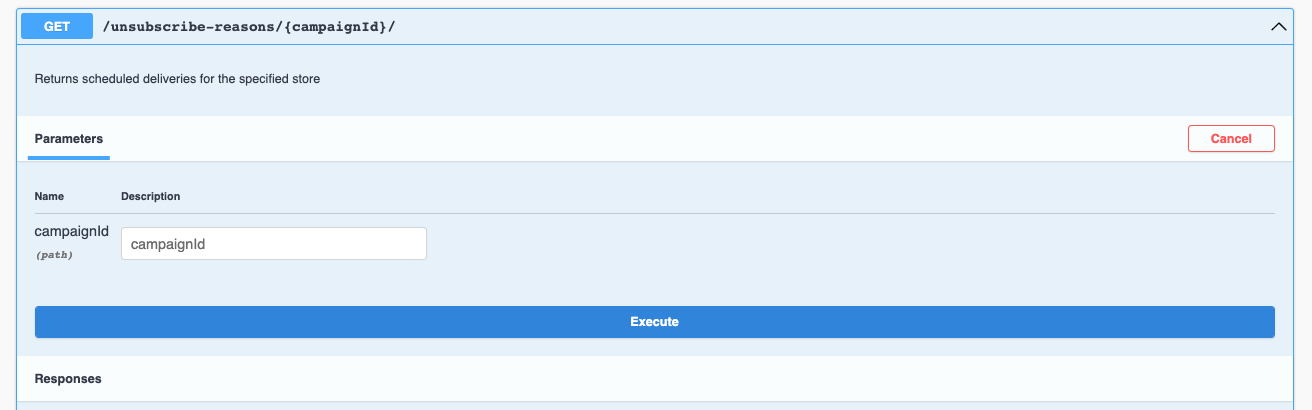 GET /unsubscribe-reasons/{campaignId}/
Returns scheduled deliveries for the specified store
Parameters Cancel
Name Description
campaignId campaignId
(path)
Execute
Responses